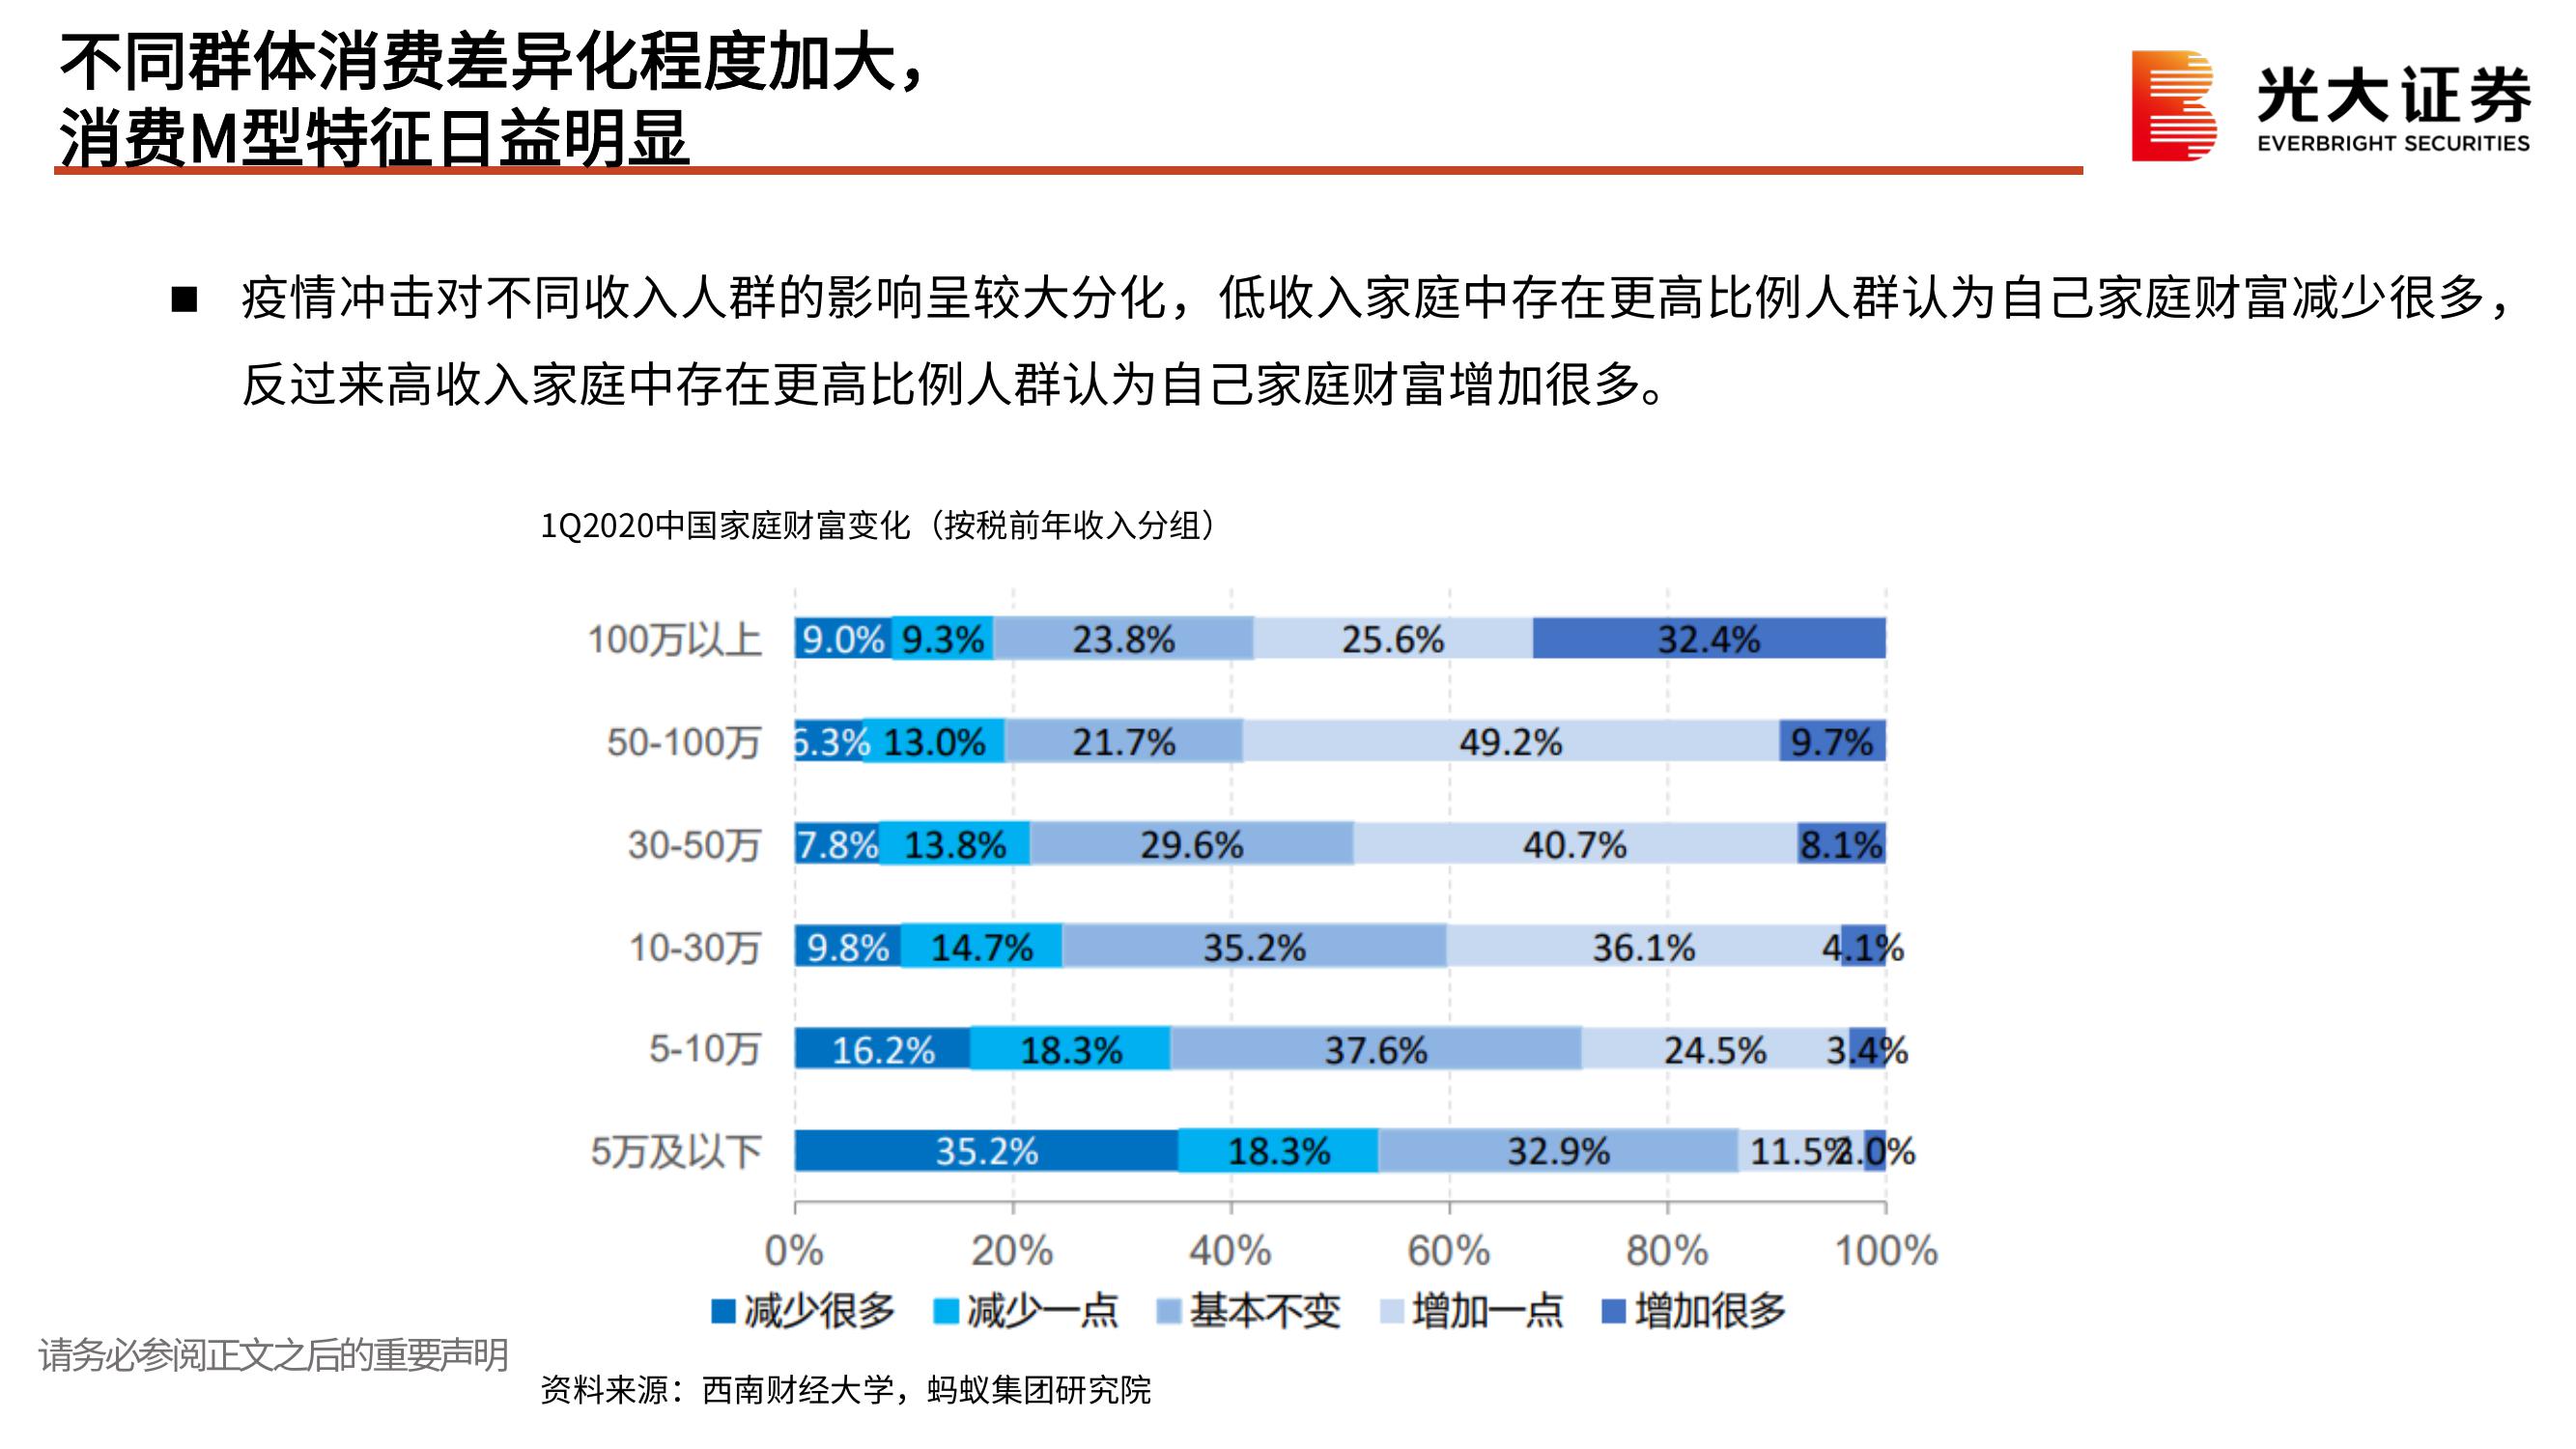 不同群体消费差异化程度加大，
消费M型特征日益明显
光大证券
EVERBRIGHT SECURITIES
■ 疫情冲击对不同收入人群的影响呈较大分化，低收入家庭中存在更高比例人群认为自己家庭财富减少很多，
反过来高收入家庭中存在更高比例人群认为自己家庭财富增加很多。
1Q2020中国家庭财富变化（按税前年收入分组）
100万以上 9.0% 9.3% 23.8% 25.6% 32.4%
50-100万 6.3% 13.0% 21.7% 49.2% 9.7%
30-50万 7.8% 13.8% 29.6% 40.7% 8.1%
10-30万 9.8% 14.7% 35.2% 36.1% 4.1%
5-10万 16.2% 18.3% 37.6% 24.5% 3.4%
5万及以下 35.2% 18.3% 32.9% 11.5% 2.0%
0% 20% 40% 60% 80% 100%
减少很多 减少一点 基本不变 增加一点 增加很多
请务必参阅正文之后的重要声明
资料来源：西南财经大学，蚂蚁集团研究院